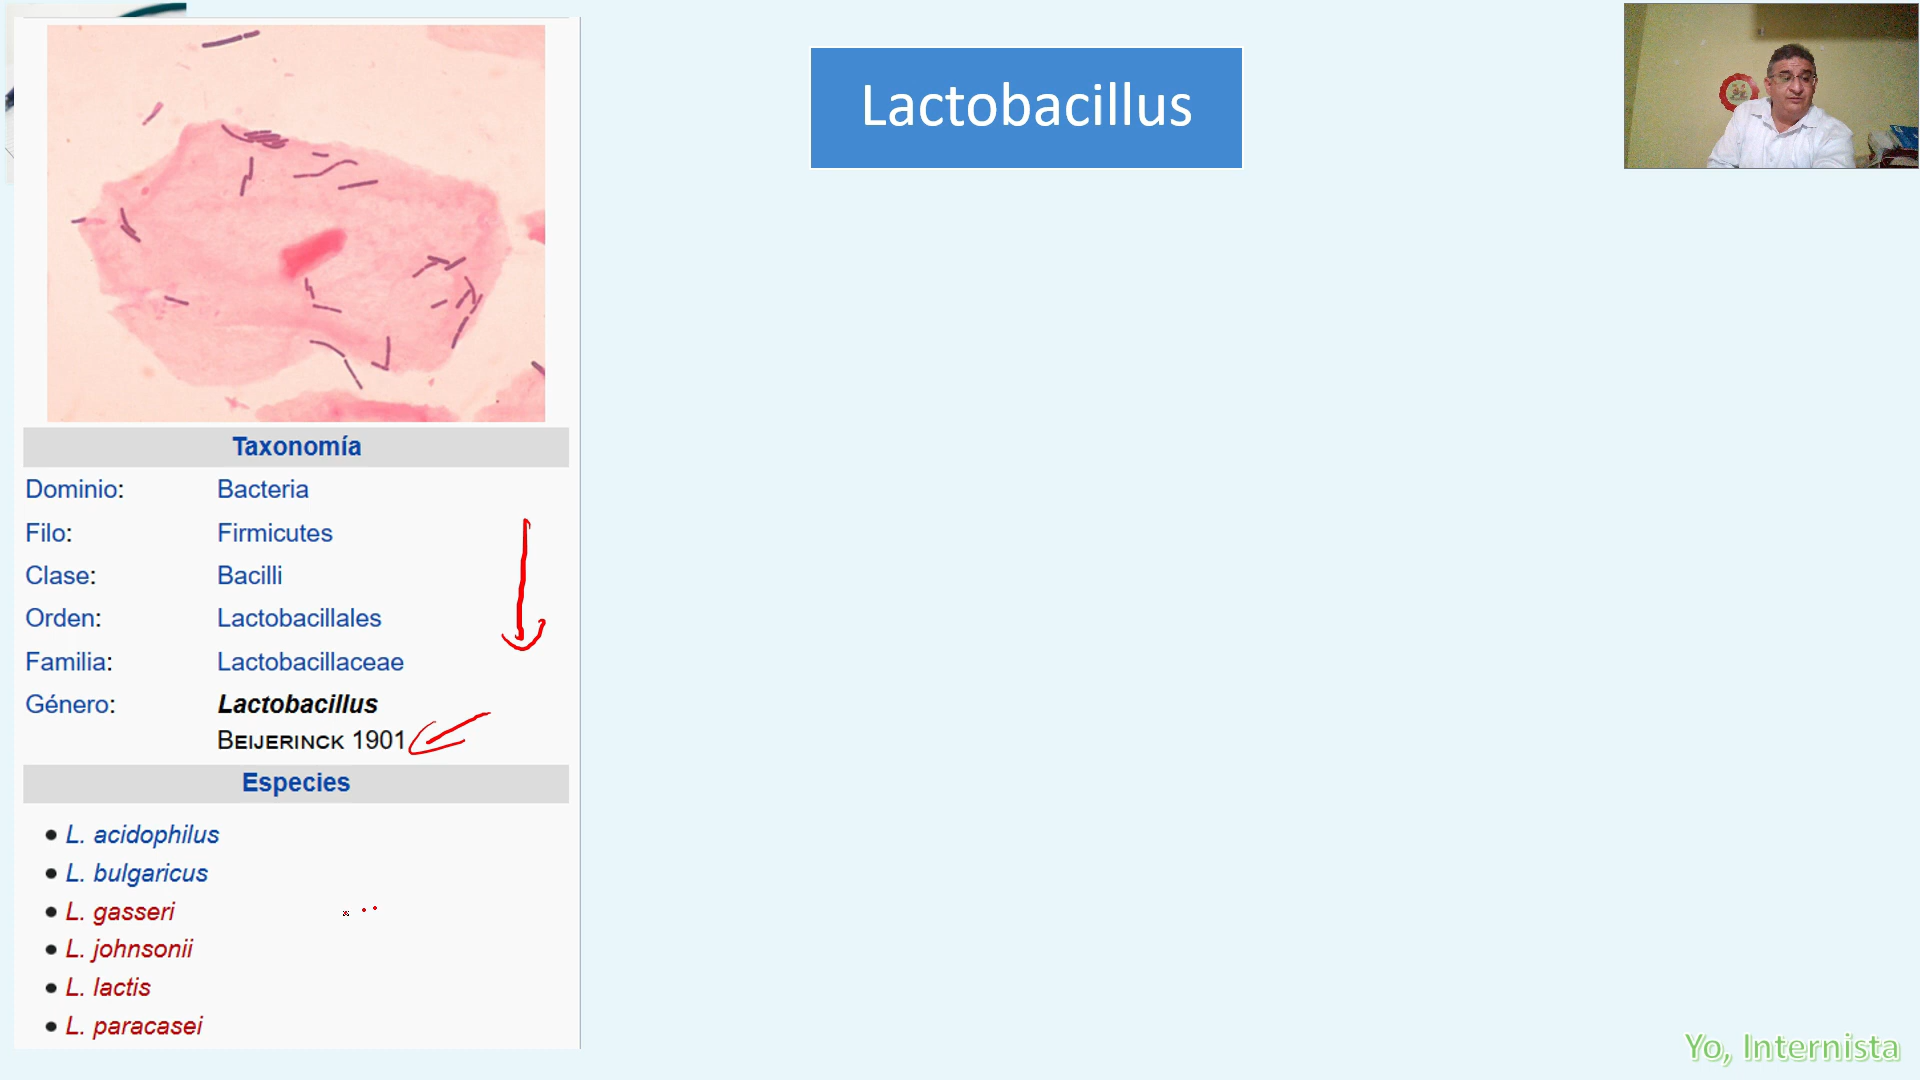 Lactobacillus
Taxonomía
Dominio: Bacteria
Filo: Firmicutes
Clase: Bacilli
Orden: Lactobacillales
Familia: Lactobacillaceae
Género: Lactobacillus
BEIJERINCK 1901
Especies
L. acidophilus
L. bulgaricus
L. gasseri
L. johnsonii
L. lactis
L. paracasei
Yo, Internista